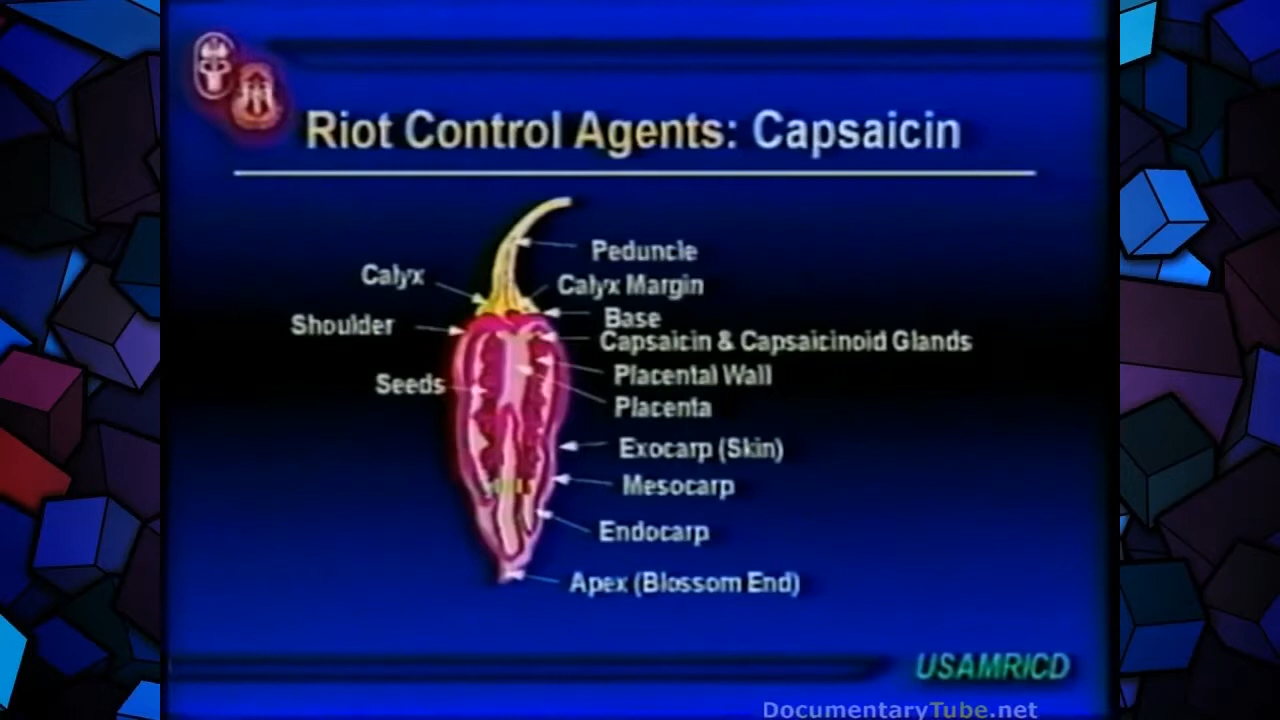 Riot Control Agents: Capsaicin
Peduncle
Calyx
Calyx Margin
Base
Shoulder
Capsaicin & Capsaicinoid Glands
Placental Wall
Seeds
Placenta
Exocarp (Skin)
Mesocarp
Endocarp
Apex (Blossom End)
USAMRICD
DocumentaryTube.net